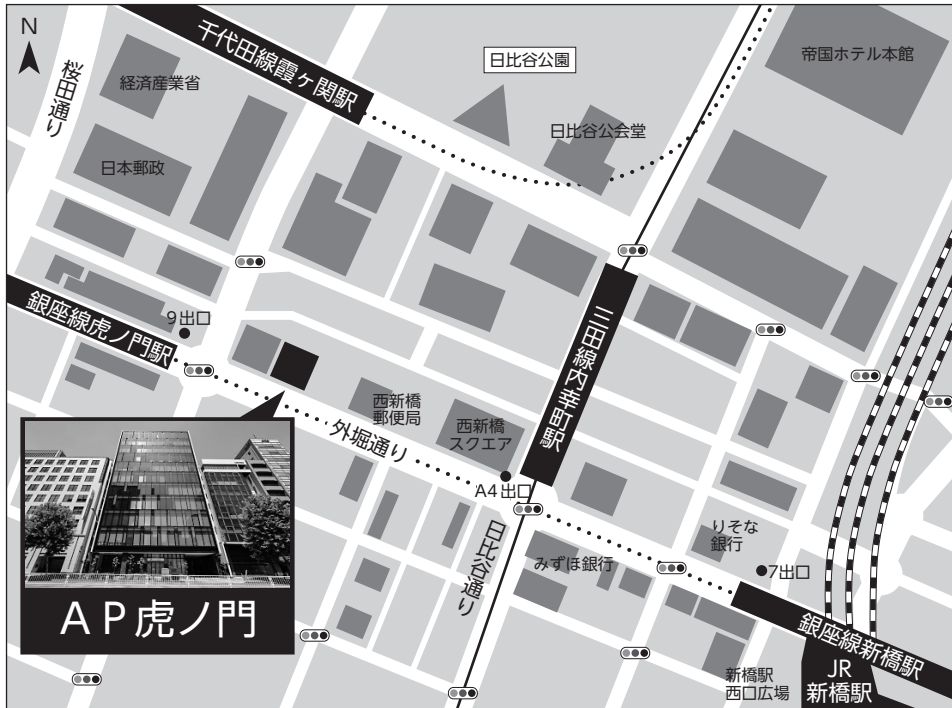 N
桜田通り
千代田線霞ヶ関駅
日比谷公園
帝国ホテル本館
経済産業省
日比谷公会堂
日本郵政
銀座線虎ノ門駅
9出口
三田線内幸町駅
西新橋
郵便局
西新橋
スクエア
外堀通り
A4出口
日比谷通り
りそな
銀行
みずほ銀行
7出口
AP虎ノ門
銀座線新橋駅
JR
新橋駅
新橋駅
西口広場